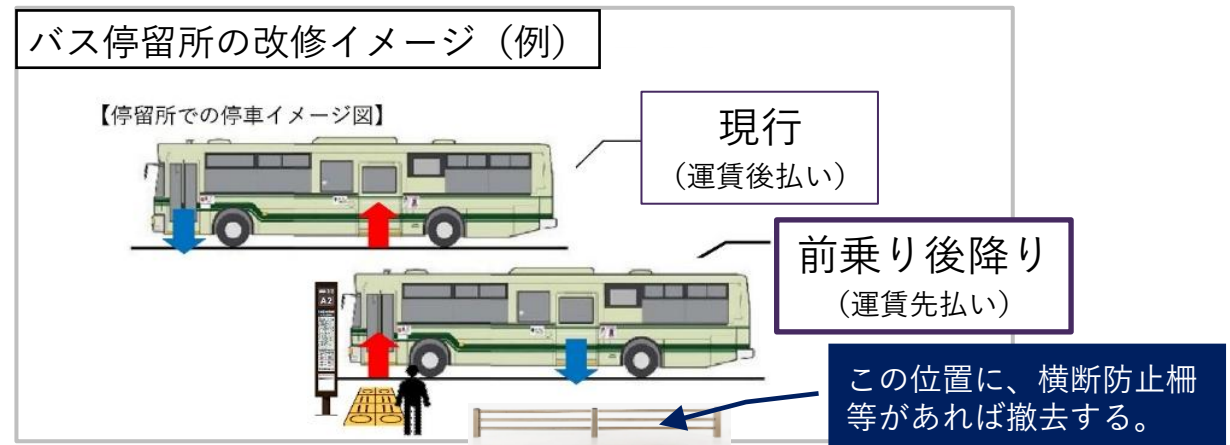 バス停留所の改修イメージ（例）
【停留所での停車イメージ図】
現行
（運賃後払い）
前乗り後降り
（運賃先払い）
A2
この位置に、横断防止柵
等があれば撤去する。